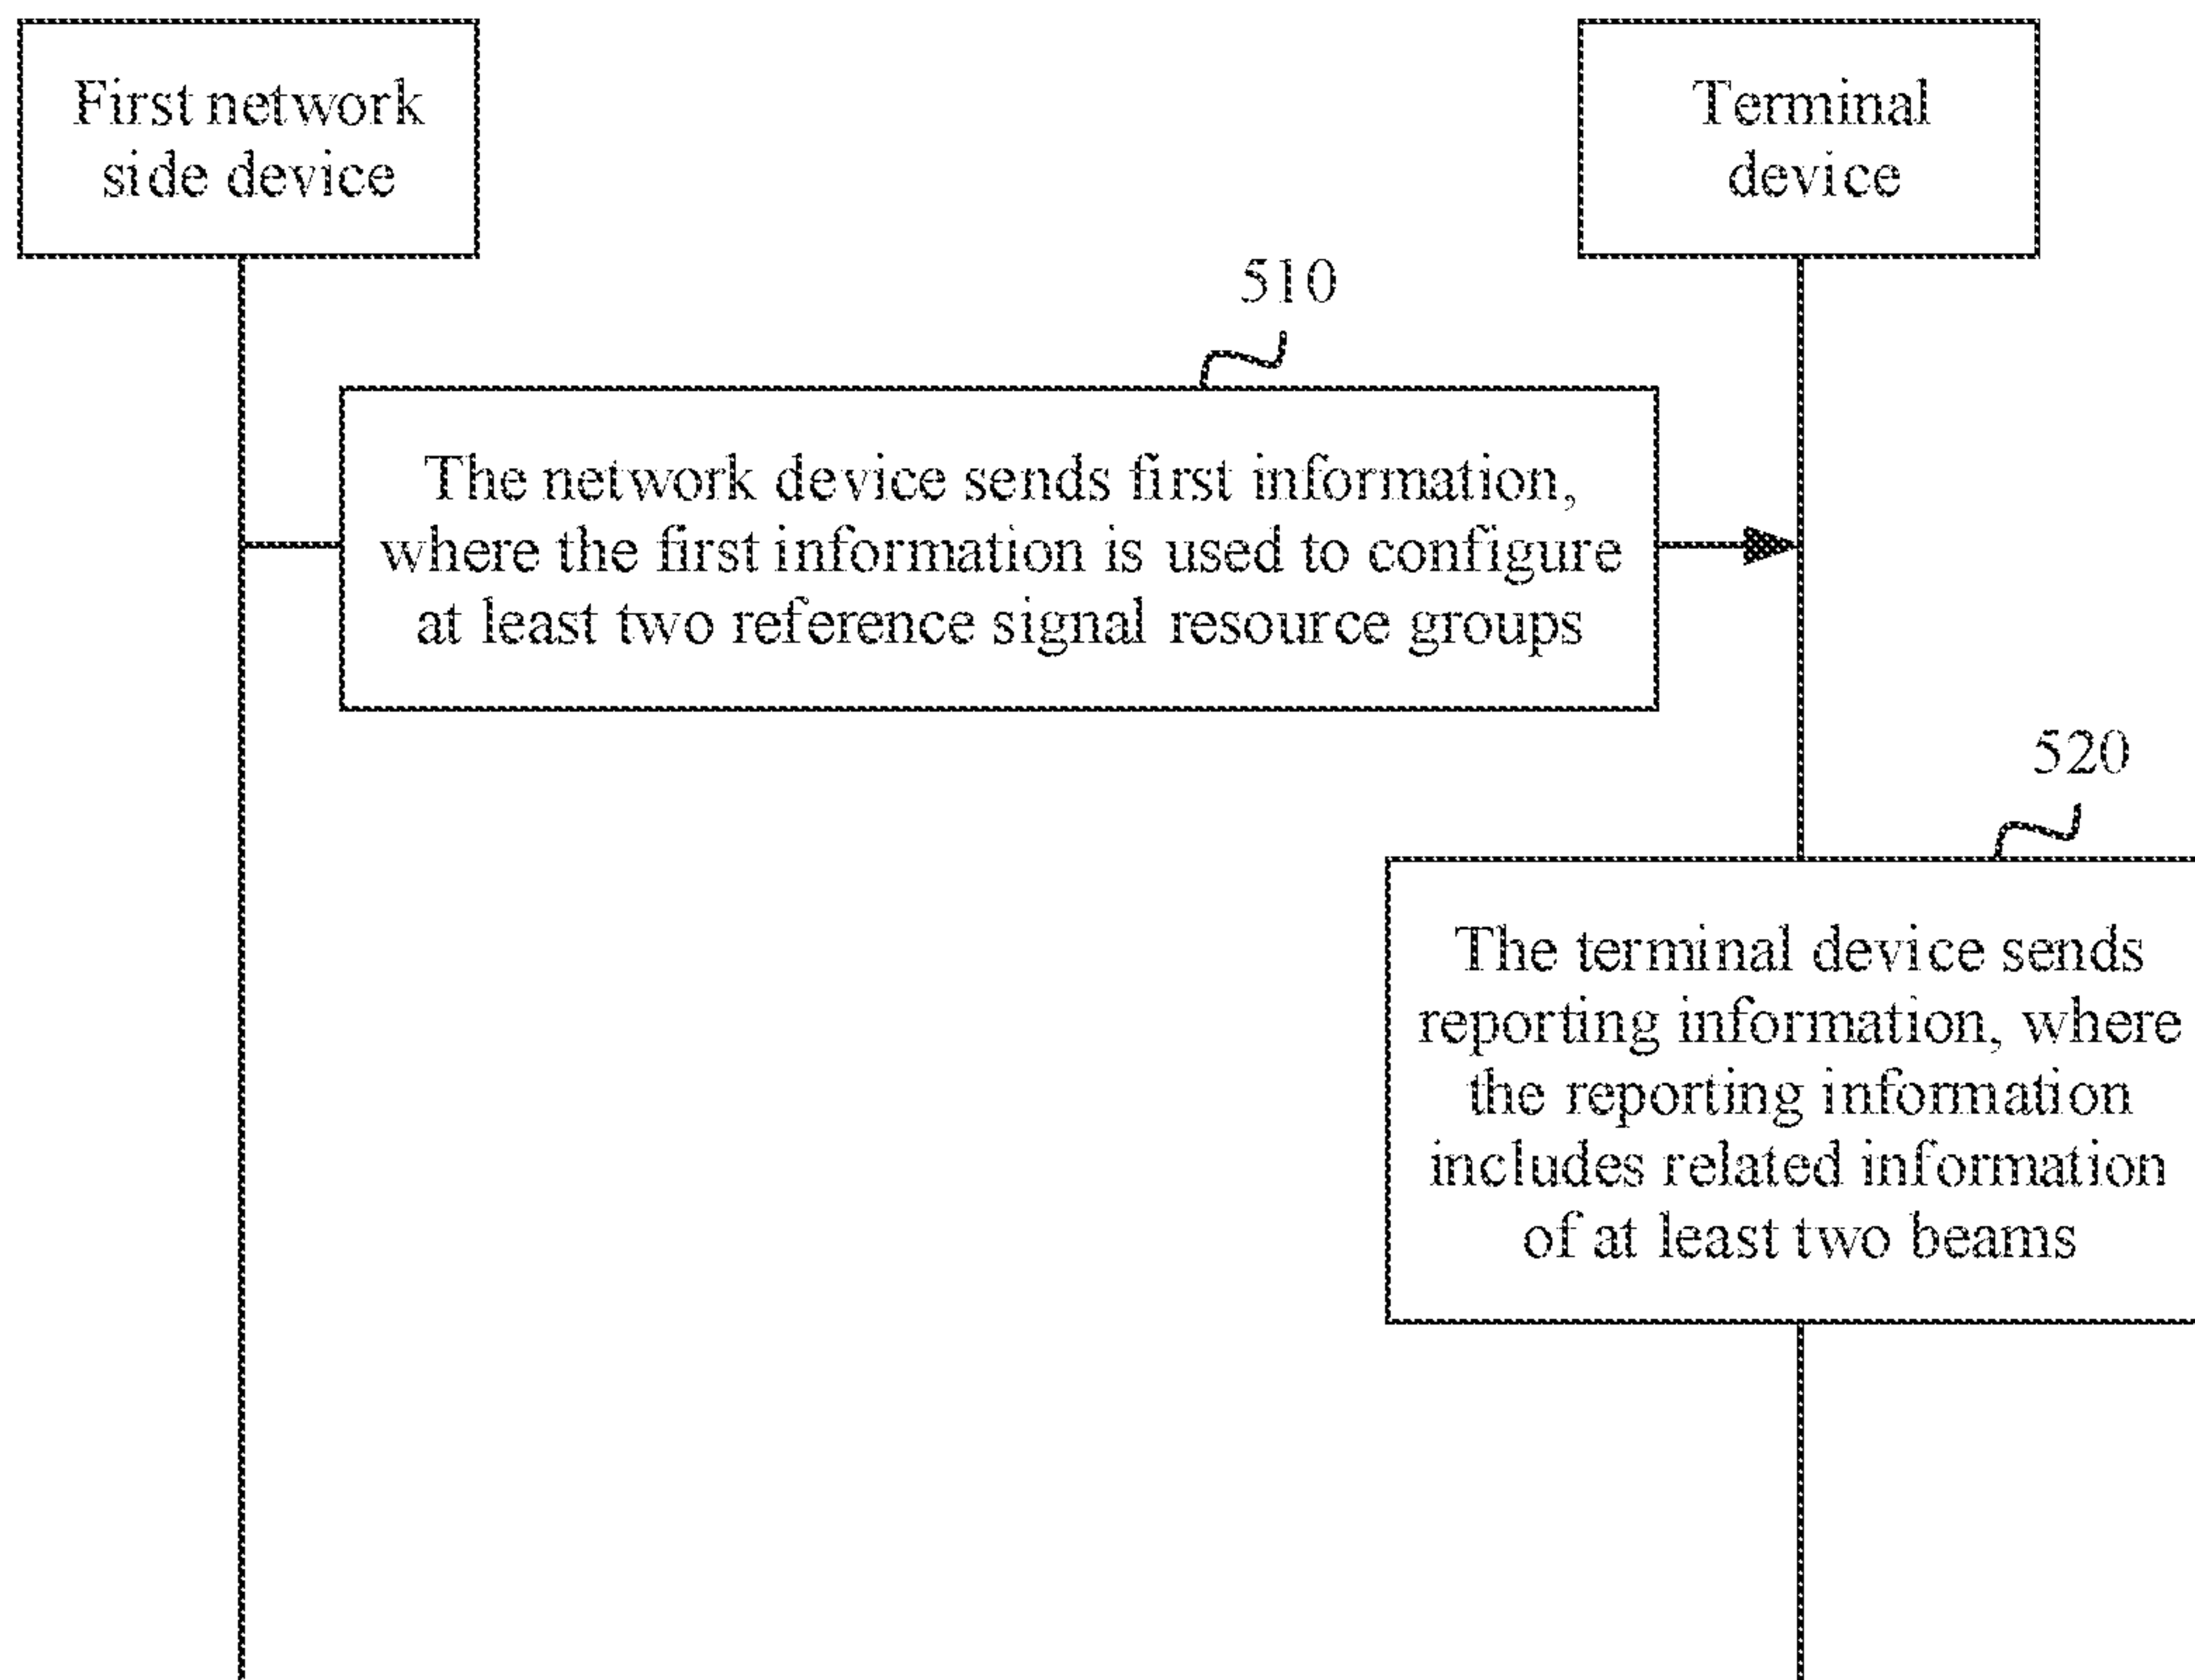 First network
side device
Terminal
device
510
The network device sends first information,
where the first information is used to configure
at least two reference signal resource groups
520
The terminal device sends
reporting information, where
the reporting information
includes related information
of at least two beams